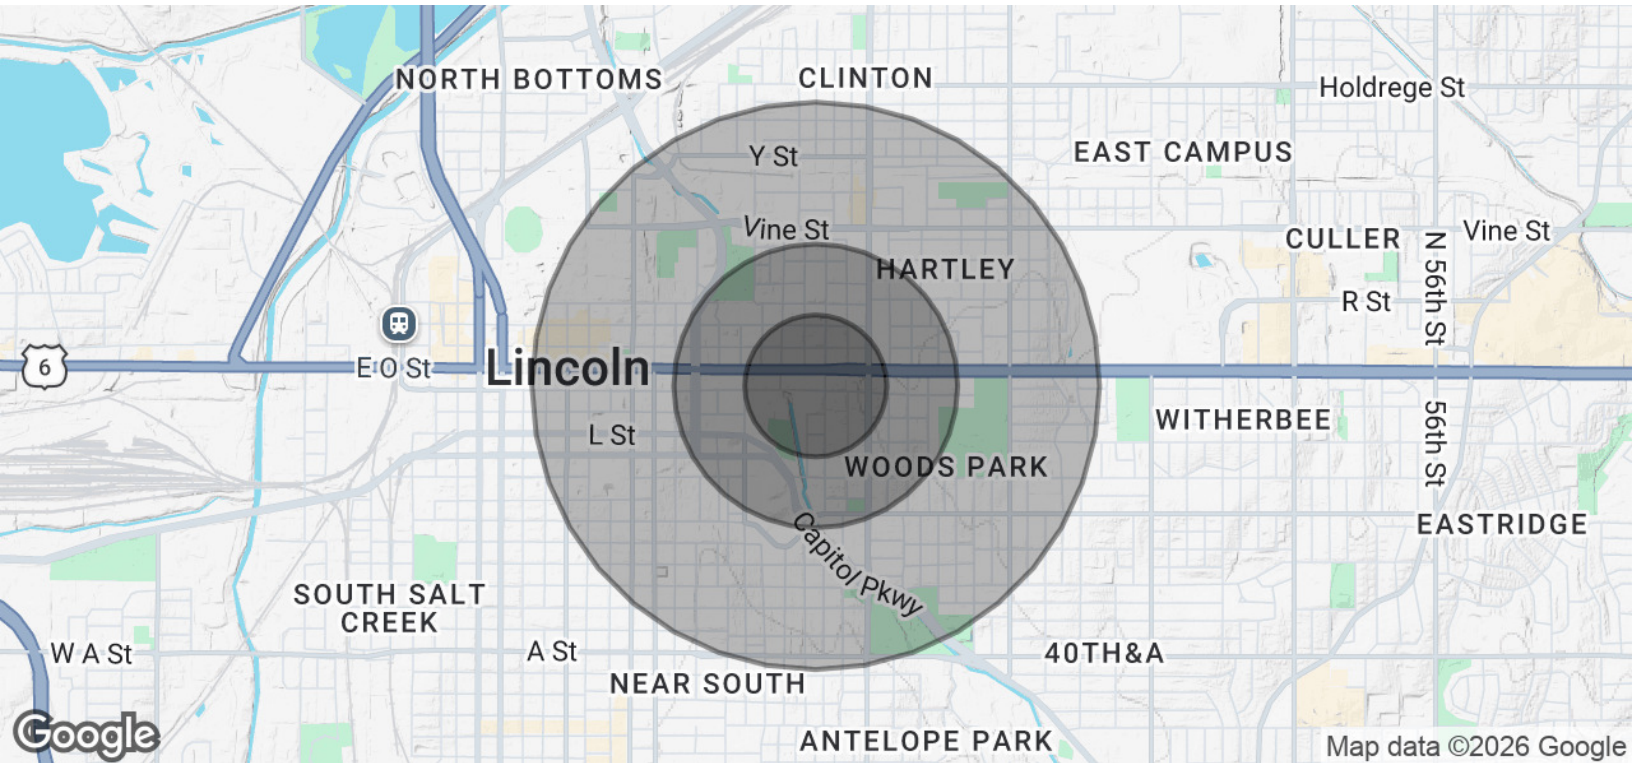 NORTH BOTTOMS
CLINTON
Holdrege St
Y St
EAST CAMPUS
Vine St
CULLER
N 56th St
Vine St
HARTLEY
R St
6
E O St
Lincoln
L St
WITHERBEE
56th St
WOODS PARK
EASTRIDGE
Capitol Pkwy
SOUTH SALT
CREEK
W A St
A St
40TH&A
NEAR SOUTH
ANTELOPE PARK
Google
Map data ©2026 Google